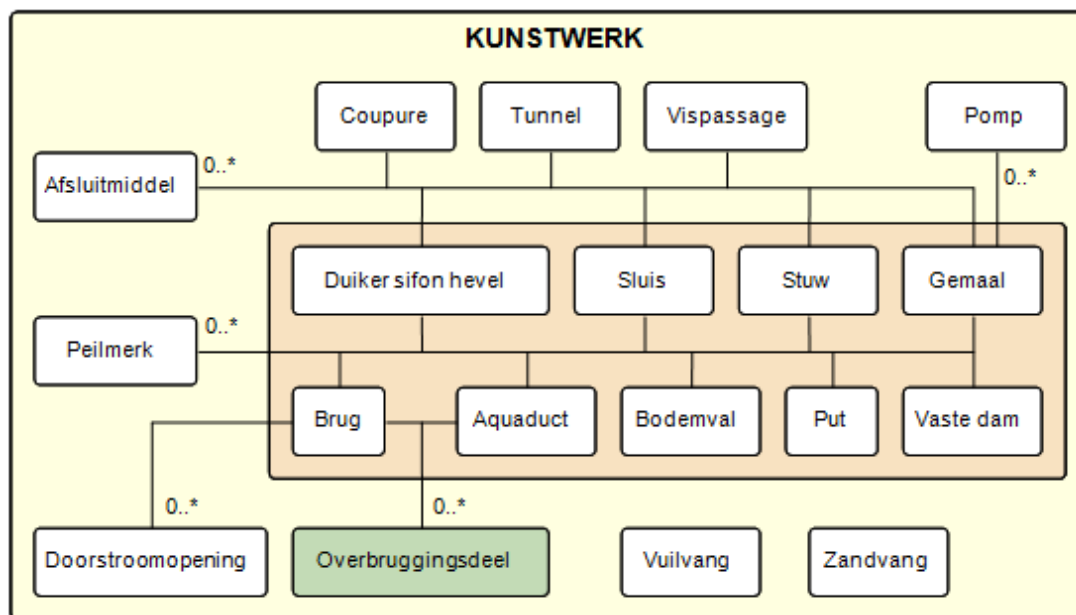 KUNSTWERK
Coupure
Tunnel
Vispassage
Pomp
Afsluitmiddel
0..*
0..*
Duiker sifon hevel
Sluis
Stuw
Gemaal
Peilmerk
0..*
Brug
Aquaduct
Bodemval
Put
Vaste dam
0..*
0..*
Doorstroomopening
Overbruggingsdeel
Vuilvang
Zandvang